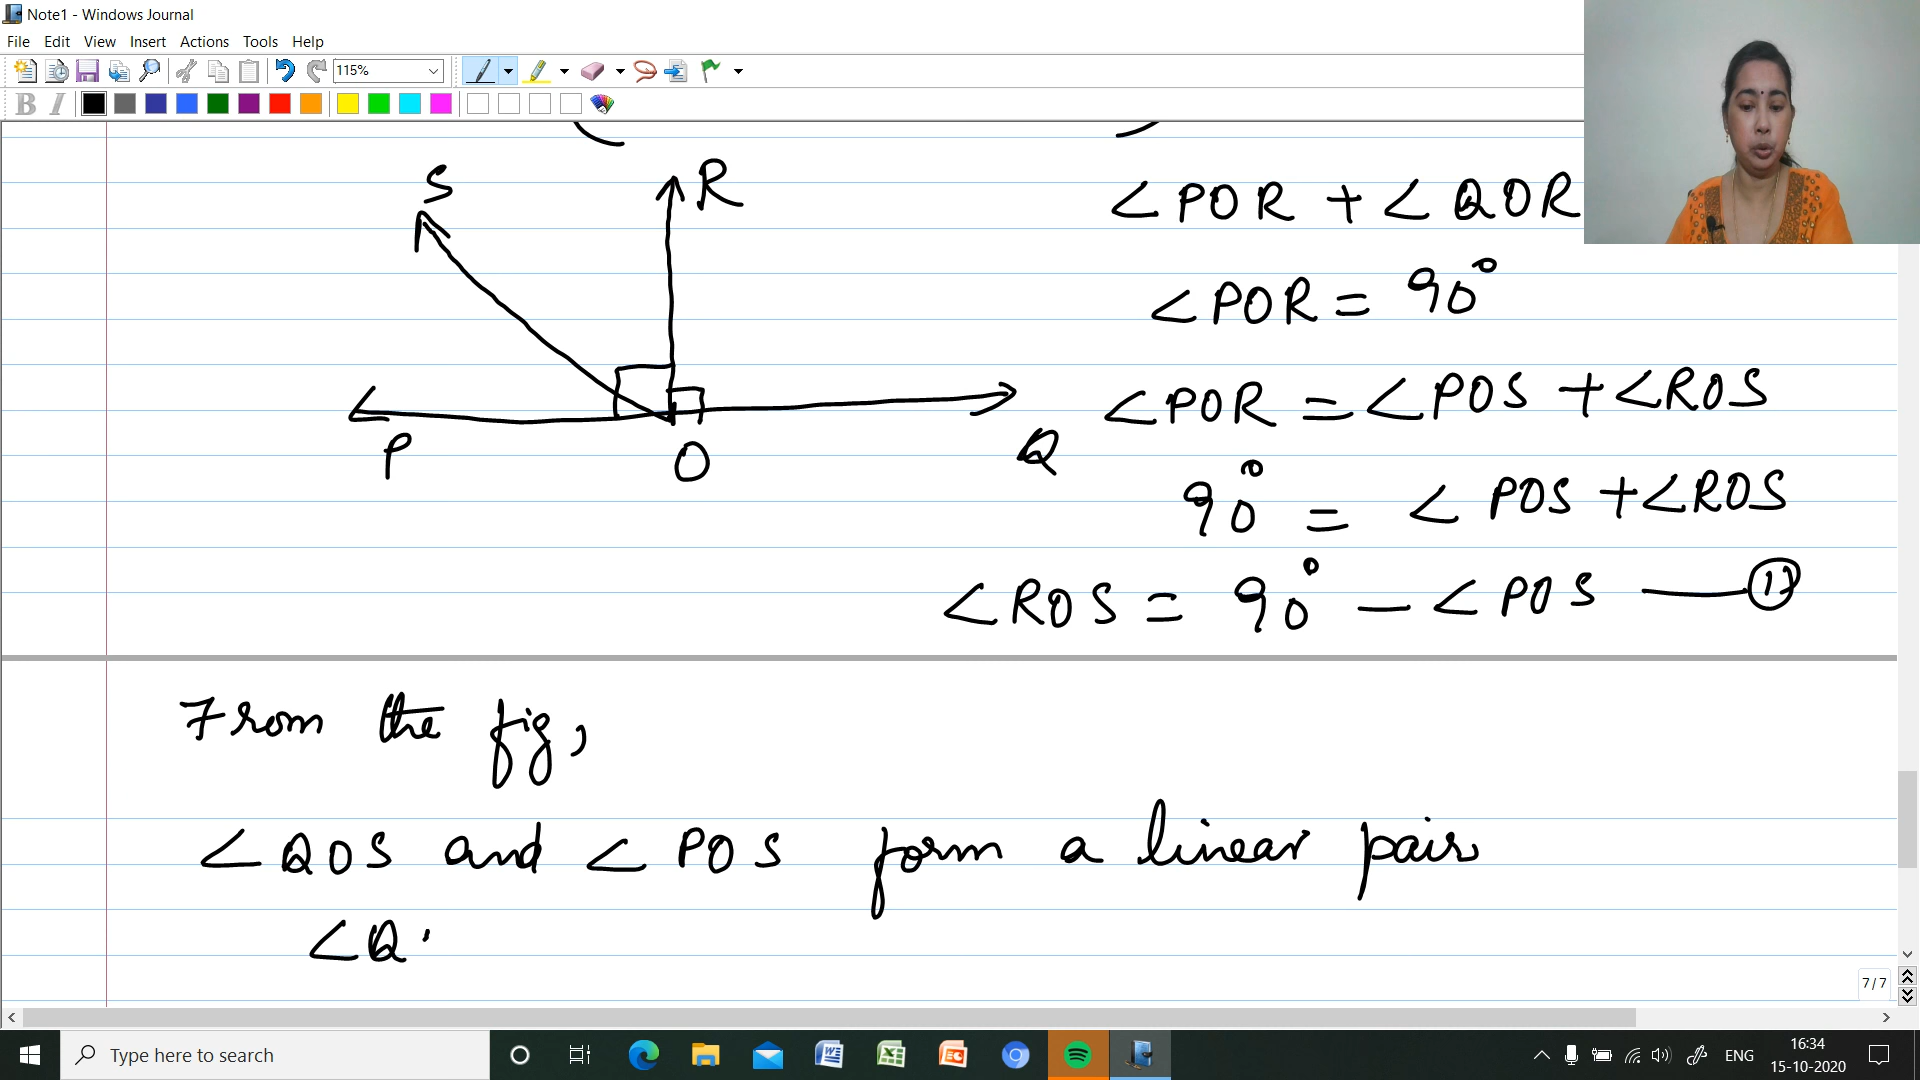 Note1 - Windows Journal
File Edit View Insert Actions Tools Help
115%
B I
S R
∠POR + ∠QOR
∠POR = 90°
∠POR = ∠POS + ∠ROS
P O Q
90° = ∠POS + ∠ROS
∠ROS = 90° - ∠POS
From the fig,
∠QOS and ∠POS form a linear pair
∠Q
7/7
Type here to search
ENG
16:34
15-10-2020